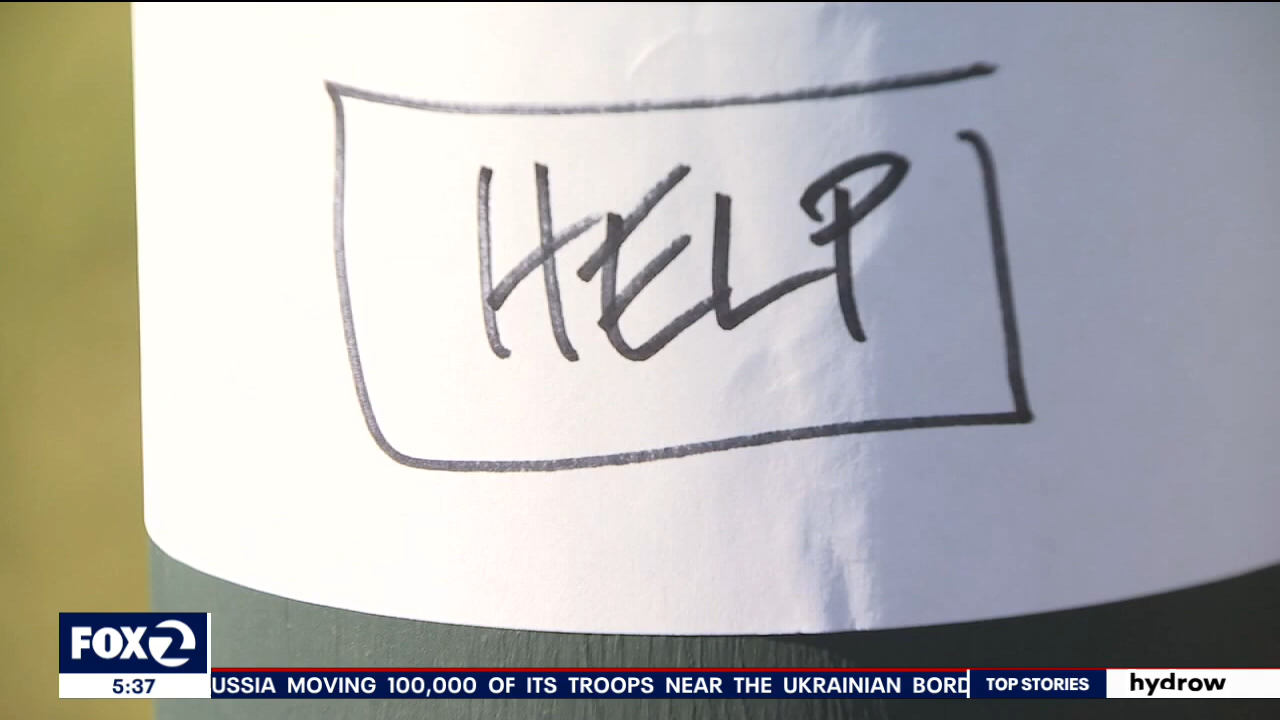 HELP
FOX 2
5:37
USSIA MOVING 100,000 OF ITS TROOPS NEAR THE UKRAINIAN BORD
TOP STORIES
hydrow